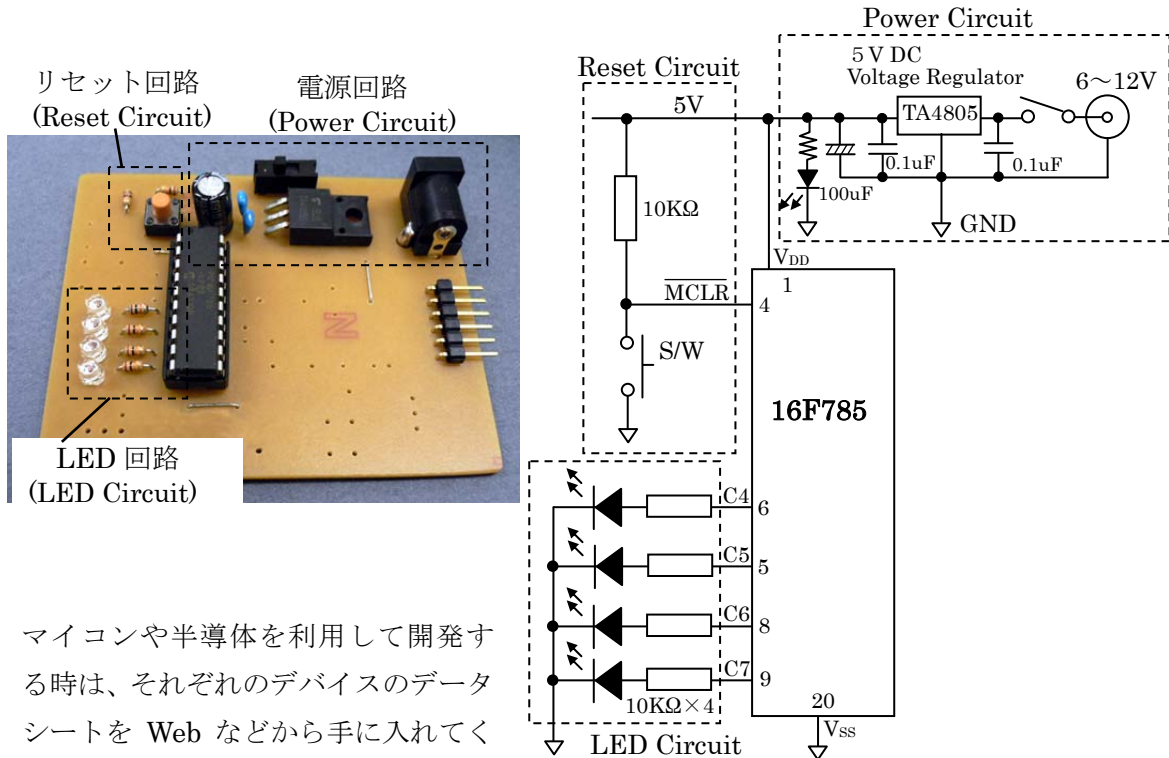 リセット回路
(Reset Circuit)
電源回路
(Power Circuit)
LED 回路
(LED Circuit)
N
マイコンや半導体を利用して開発す
る時は、それぞれのデバイスのデータ
シートを Web などから手に入れてく
Power Circuit
5 V DC
Voltage Regulator
6～12V
TA4805
0.1uF
0.1uF
100uF
GND
Reset Circuit
5V
10KΩ
MCLR
S/W
VDD
1
4
16F785
C4
6
C5
5
C6
8
C7
9
10KΩ×4
20
VSS
LED Circuit